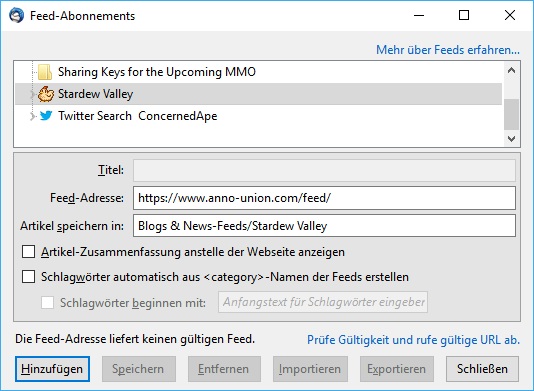 Feed-Abonnements
Mehr über Feeds erfahren...
Sharing Keys for the Upcoming MMO
Stardew Valley
Twitter Search ConcernedApe
Titel:
Feed-Adresse: https://www.anno-union.com/feed/
Artikel speichern in: Blogs & News-Feeds/Stardew Valley
Artikel-Zusammenfassung anstelle der Webseite anzeigen
Schlagwörter automatisch aus <category>-Namen der Feeds erstellen
Schlagwörter beginnen mit: Anfangstext für Schlagwörter eingeber
Die Feed-Adresse liefert keinen gültigen Feed. Prüfe Gültigkeit und rufe gültige URL ab.
Hinzufügen Speichern Entfernen Importieren Exportieren Schließen